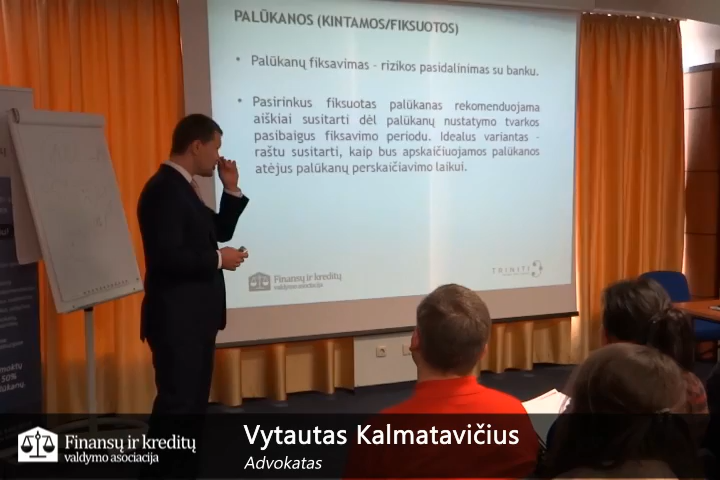 PALŪKANOS (KINTAMOS/FIKSUOTOS)
• Palūkanų fiksavimas - rizikos pasidalinimas su banku.
• Pasirinkus fiksuotas palūkanas rekomenduojama
aiškiai susitarti dėl palūkanų nustatymo tvarkos
pasibaigus fiksavimo periodu. Idealus variantas -
raštu susitarti, kaip bus apskaičiuojamos palūkanos
atėjus palūkanų perskaičiavimo laikui.
Finansų ir kreditų
valdymo asociacija
TRINITI
50%
Finansų ir kreditų
valdymo asociacija
Vytautas Kalmatavičius
Advokatas